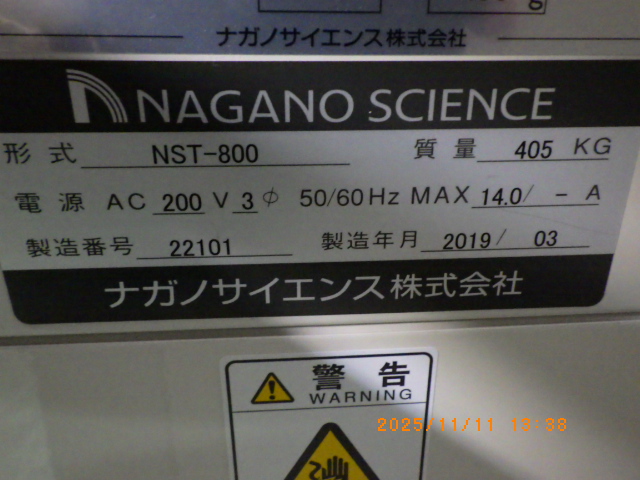 g
ナガノサイエンス株式会社
NAGANO SCIENCE
形式 NST-800 質量 405 KG
電源 AC 200 V 3φ 50/60Hz MAX 14.0/ - A
製造番号 22101 製造年月 2019/ 03
ナガノサイエンス株式会社
警告
WARNING
2025/11/11 13:38